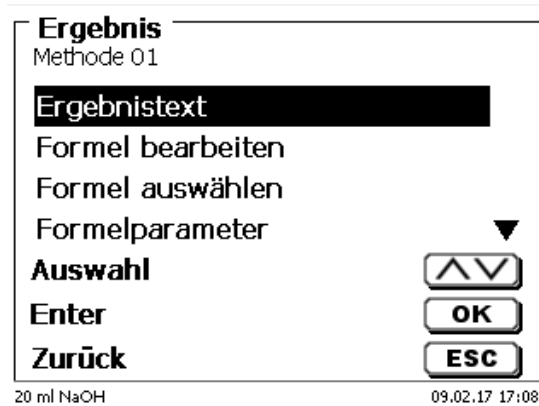 Ergebnis
Methode 01
Ergebnistext
Formel bearbeiten
Formel auswählen
Formelparameter
Auswahl
Enter OK
Zurück ESC
20 ml NaOH 09.02.17 17:08